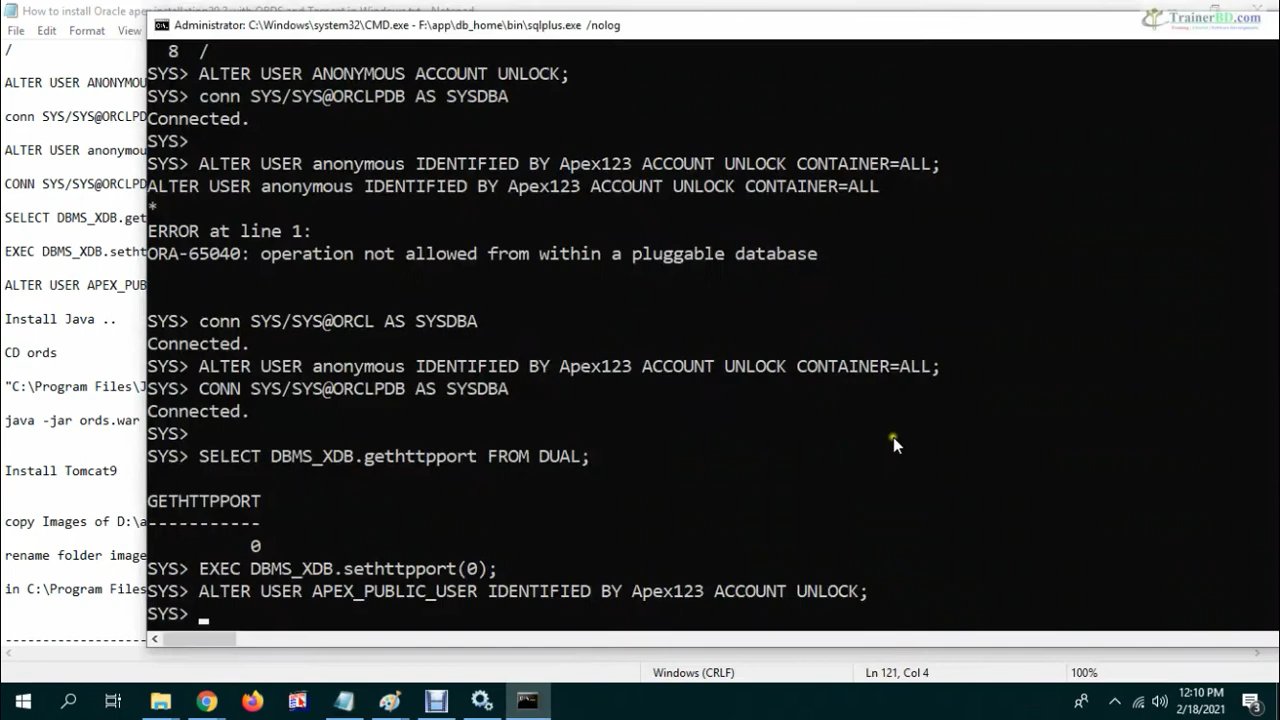 How to install Oracle apex installation20.2 with ORDS and Tomcat in Windows.txt - Notepad
Administrator: C:\Windows\system32\CMD.exe - F:\app\db_home\bin\sqlplus.exe /nolog
TrainerBD.com
File Edit Format View
/
ALTER USER ANONYMOU
conn SYS/SYS@ORCLPD
ALTER USER anonymou
CONN SYS/SYS@ORCLPD
SELECT DBMS_XDB.get
EXEC DBMS_XDB.setht
ALTER USER APEX_PUB
Install Java ..
CD ords
"C:\Program Files\J
java -jar ords.war
Install Tomcat9
copy Images of D:\a
rename folder image
in C:\Program Files
8 /
SYS> ALTER USER ANONYMOUS ACCOUNT UNLOCK;
SYS> conn SYS/SYS@ORCLPDB AS SYSDBA
Connected.
SYS>
SYS> ALTER USER anonymous IDENTIFIED BY Apex123 ACCOUNT UNLOCK CONTAINER=ALL;
ALTER USER anonymous IDENTIFIED BY Apex123 ACCOUNT UNLOCK CONTAINER=ALL
*
ERROR at line 1:
ORA-65040: operation not allowed from within a pluggable database
SYS> conn SYS/SYS@ORCL AS SYSDBA
Connected.
SYS> ALTER USER anonymous IDENTIFIED BY Apex123 ACCOUNT UNLOCK CONTAINER=ALL;
SYS> CONN SYS/SYS@ORCLPDB AS SYSDBA
Connected.
SYS>
SYS> SELECT DBMS_XDB.gethttpport FROM DUAL;
GETHTTPPORT
-----------
0
SYS> EXEC DBMS_XDB.sethttpport(0);
SYS> ALTER USER APEX_PUBLIC_USER IDENTIFIED BY Apex123 ACCOUNT UNLOCK;
SYS>
Windows (CRLF) Ln 121, Col 4 100%
12:10 PM
2/18/2021
3